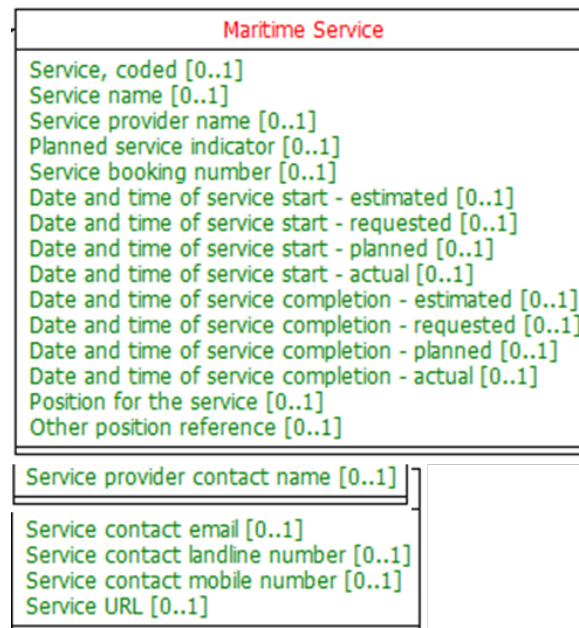 Maritime Service
Service, coded [0..1]
Service name [0..1]
Service provider name [0..1]
Planned service indicator [0..1]
Service booking number [0..1]
Date and time of service start - estimated [0..1]
Date and time of service start - requested [0..1]
Date and time of service start - planned [0..1]
Date and time of service start - actual [0..1]
Date and time of service completion - estimated [0..1]
Date and time of service completion - requested [0..1]
Date and time of service completion - planned [0..1]
Date and time of service completion - actual [0..1]
Position for the service [0..1]
Other position reference [0..1]
Service provider contact name [0..1]
Service contact email [0..1]
Service contact landline number [0..1]
Service contact mobile number [0..1]
Service URL [0..1]